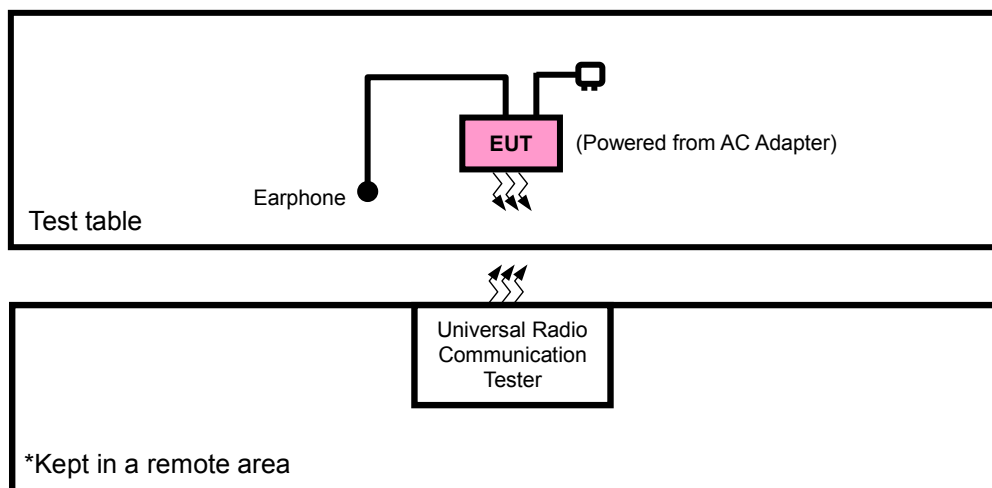 EUT
(Powered from AC Adapter)
Earphone
Test table
Universal Radio
Communication
Tester
*Kept in a remote area